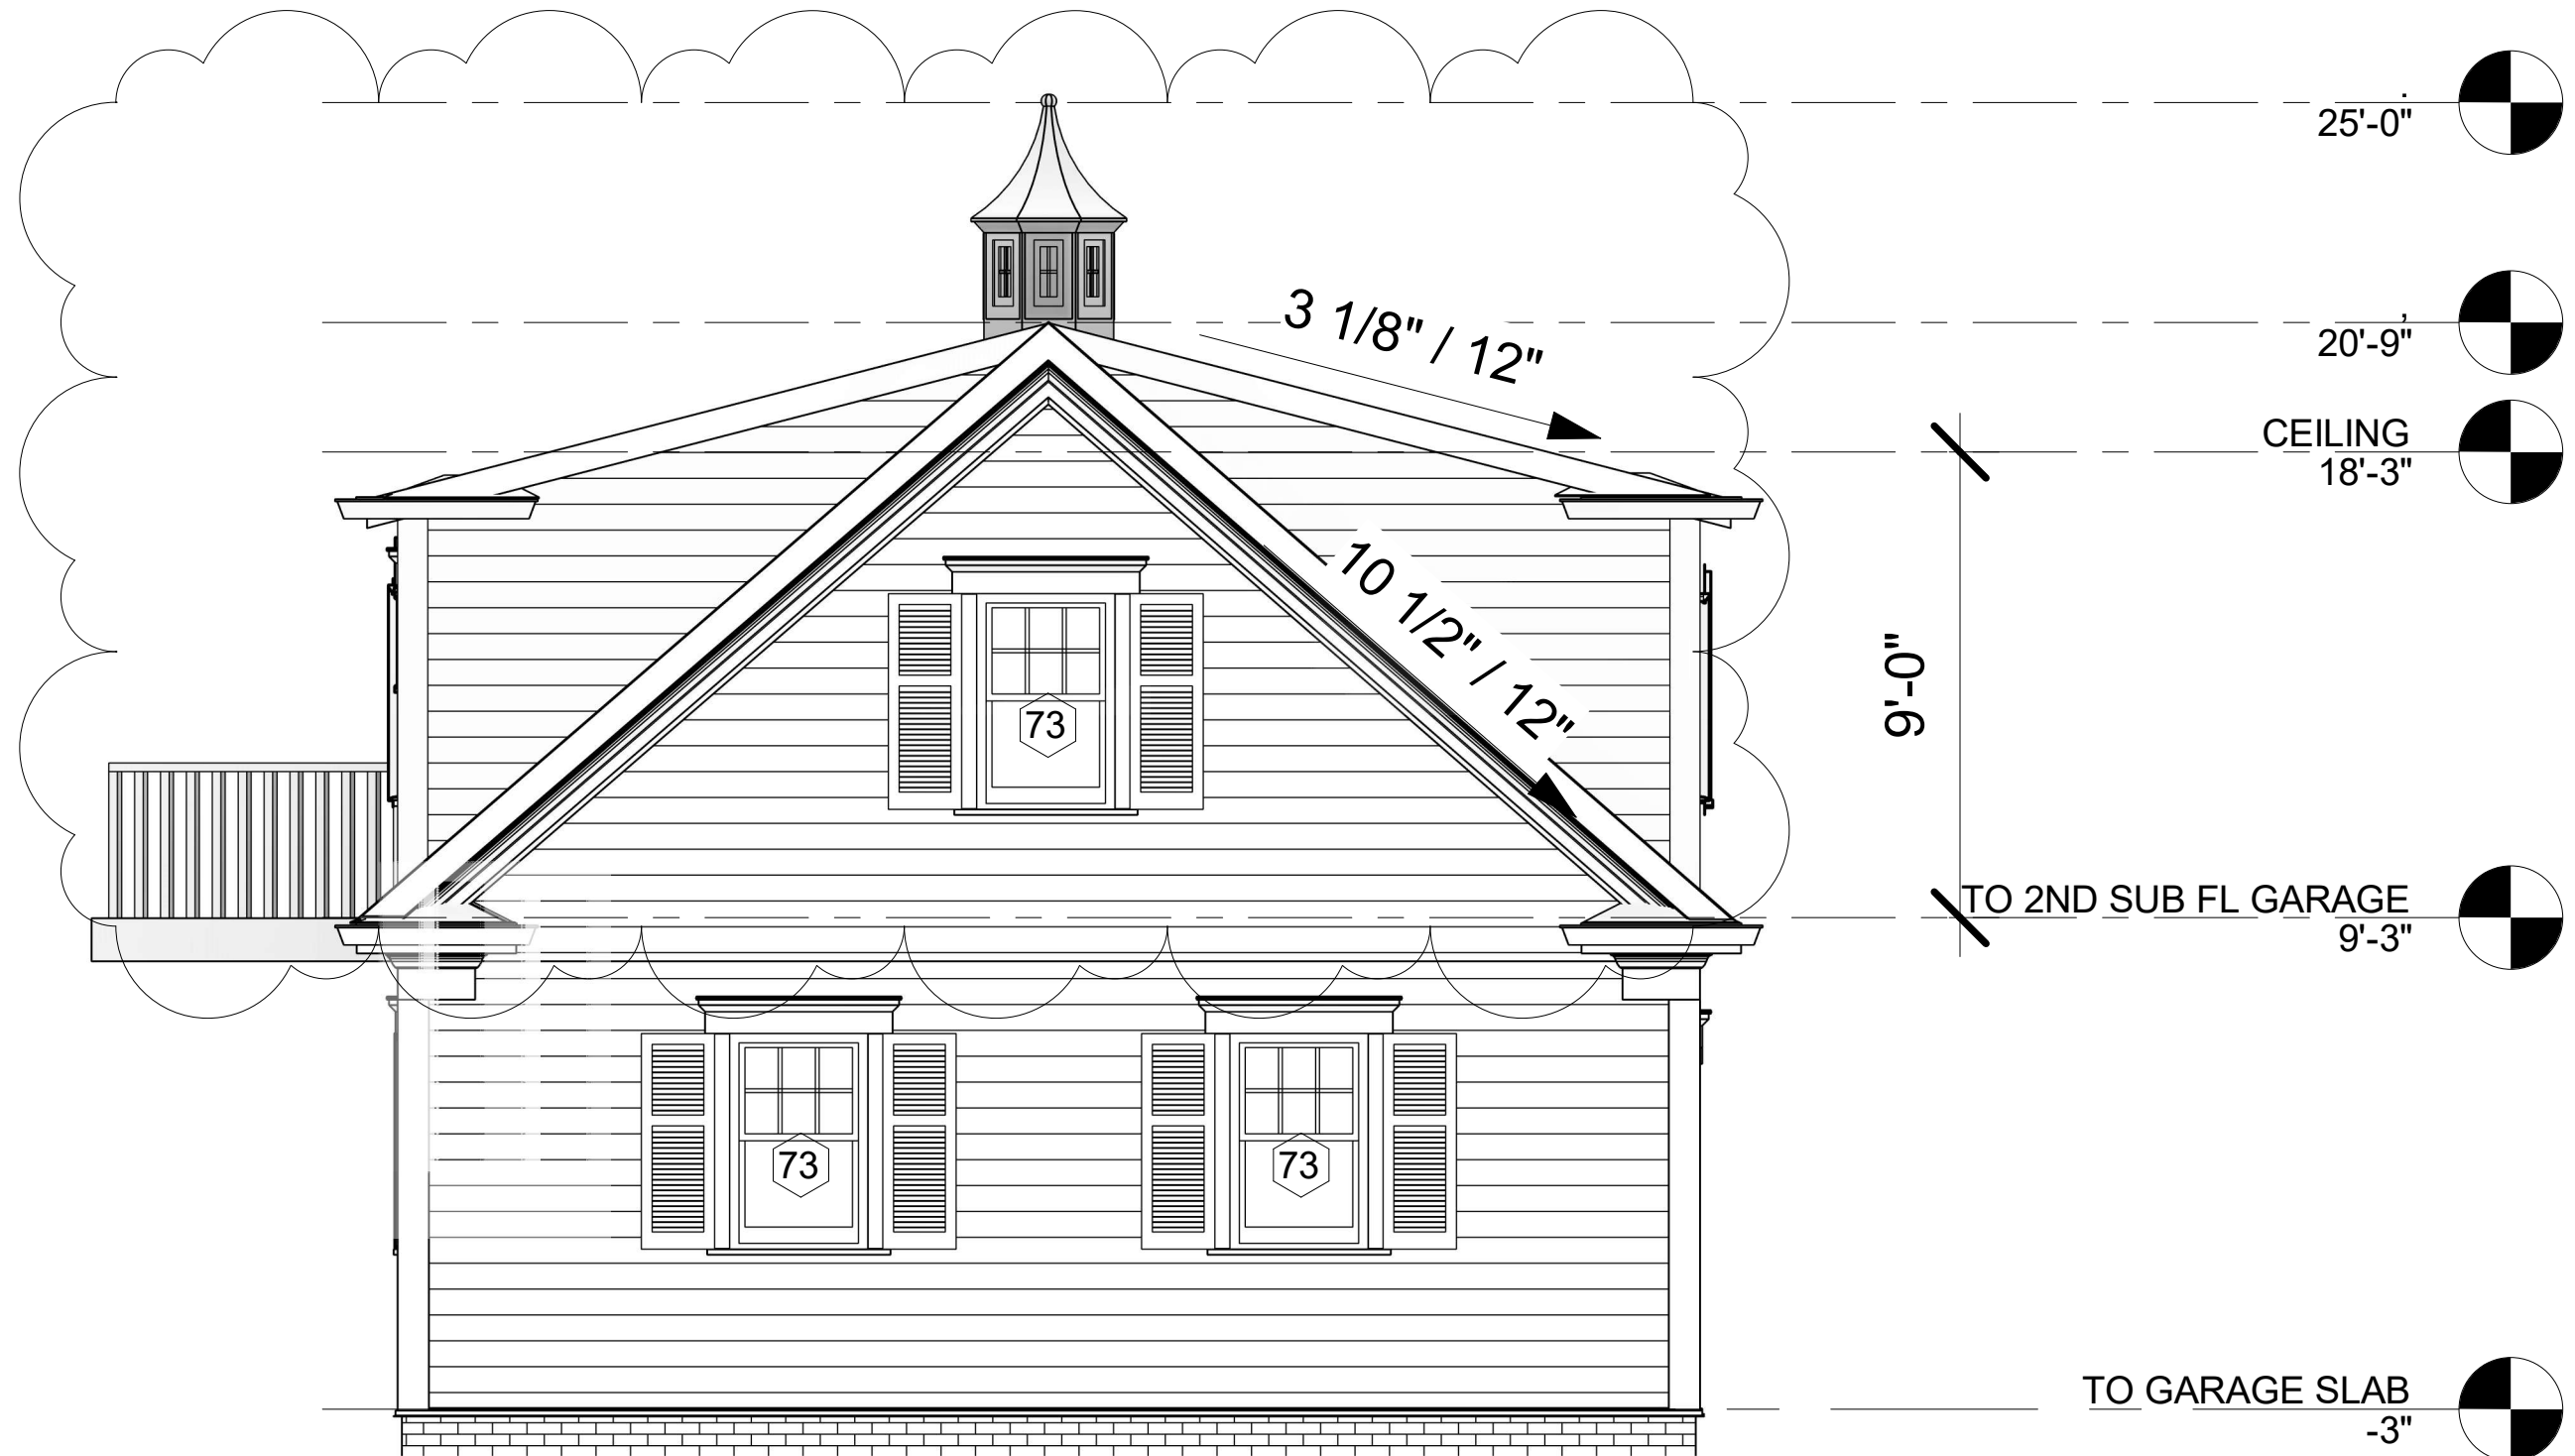 .
25'-0"
,
20'-9"
3 1/8" / 12"
CEILING
18'-3"
10 1/2" / 12"
9'-0"
73
TO 2ND SUB FL GARAGE
9'-3"
73
73
TO GARAGE SLAB
-3"